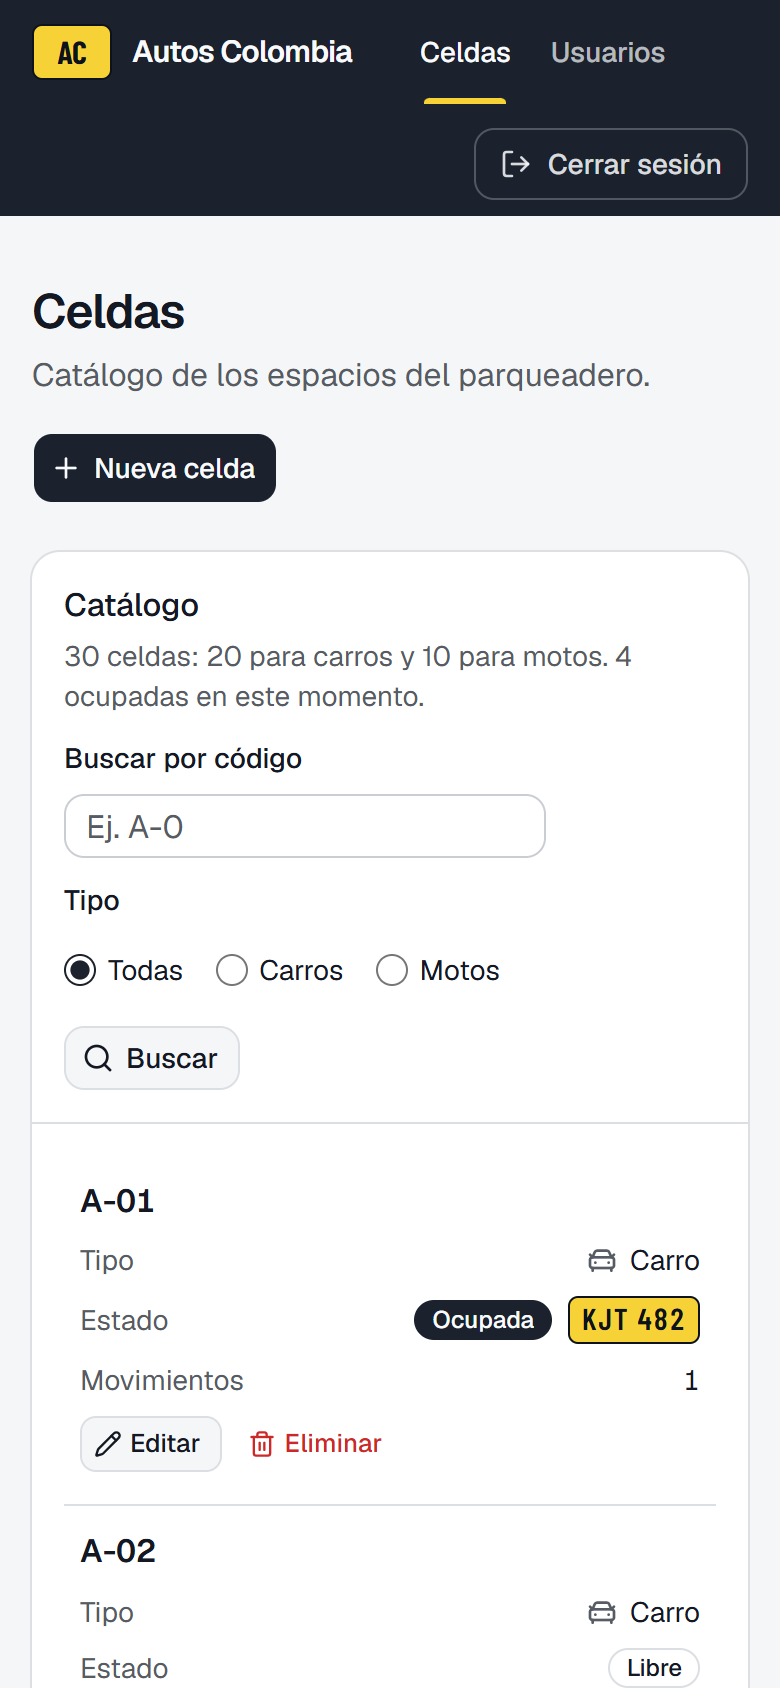 AC Autos Colombia Celdas Usuarios
Cerrar sesión
Celdas
Catálogo de los espacios del parqueadero.
+ Nueva celda
Catálogo
30 celdas: 20 para carros y 10 para motos. 4
ocupadas en este momento.
Buscar por código
Ej. A-0
Tipo
Todas Carros Motos
Buscar
A-01
Tipo Carro
Estado Ocupada KJT 482
Movimientos 1
Editar Eliminar
A-02
Tipo Carro
Estado Libre